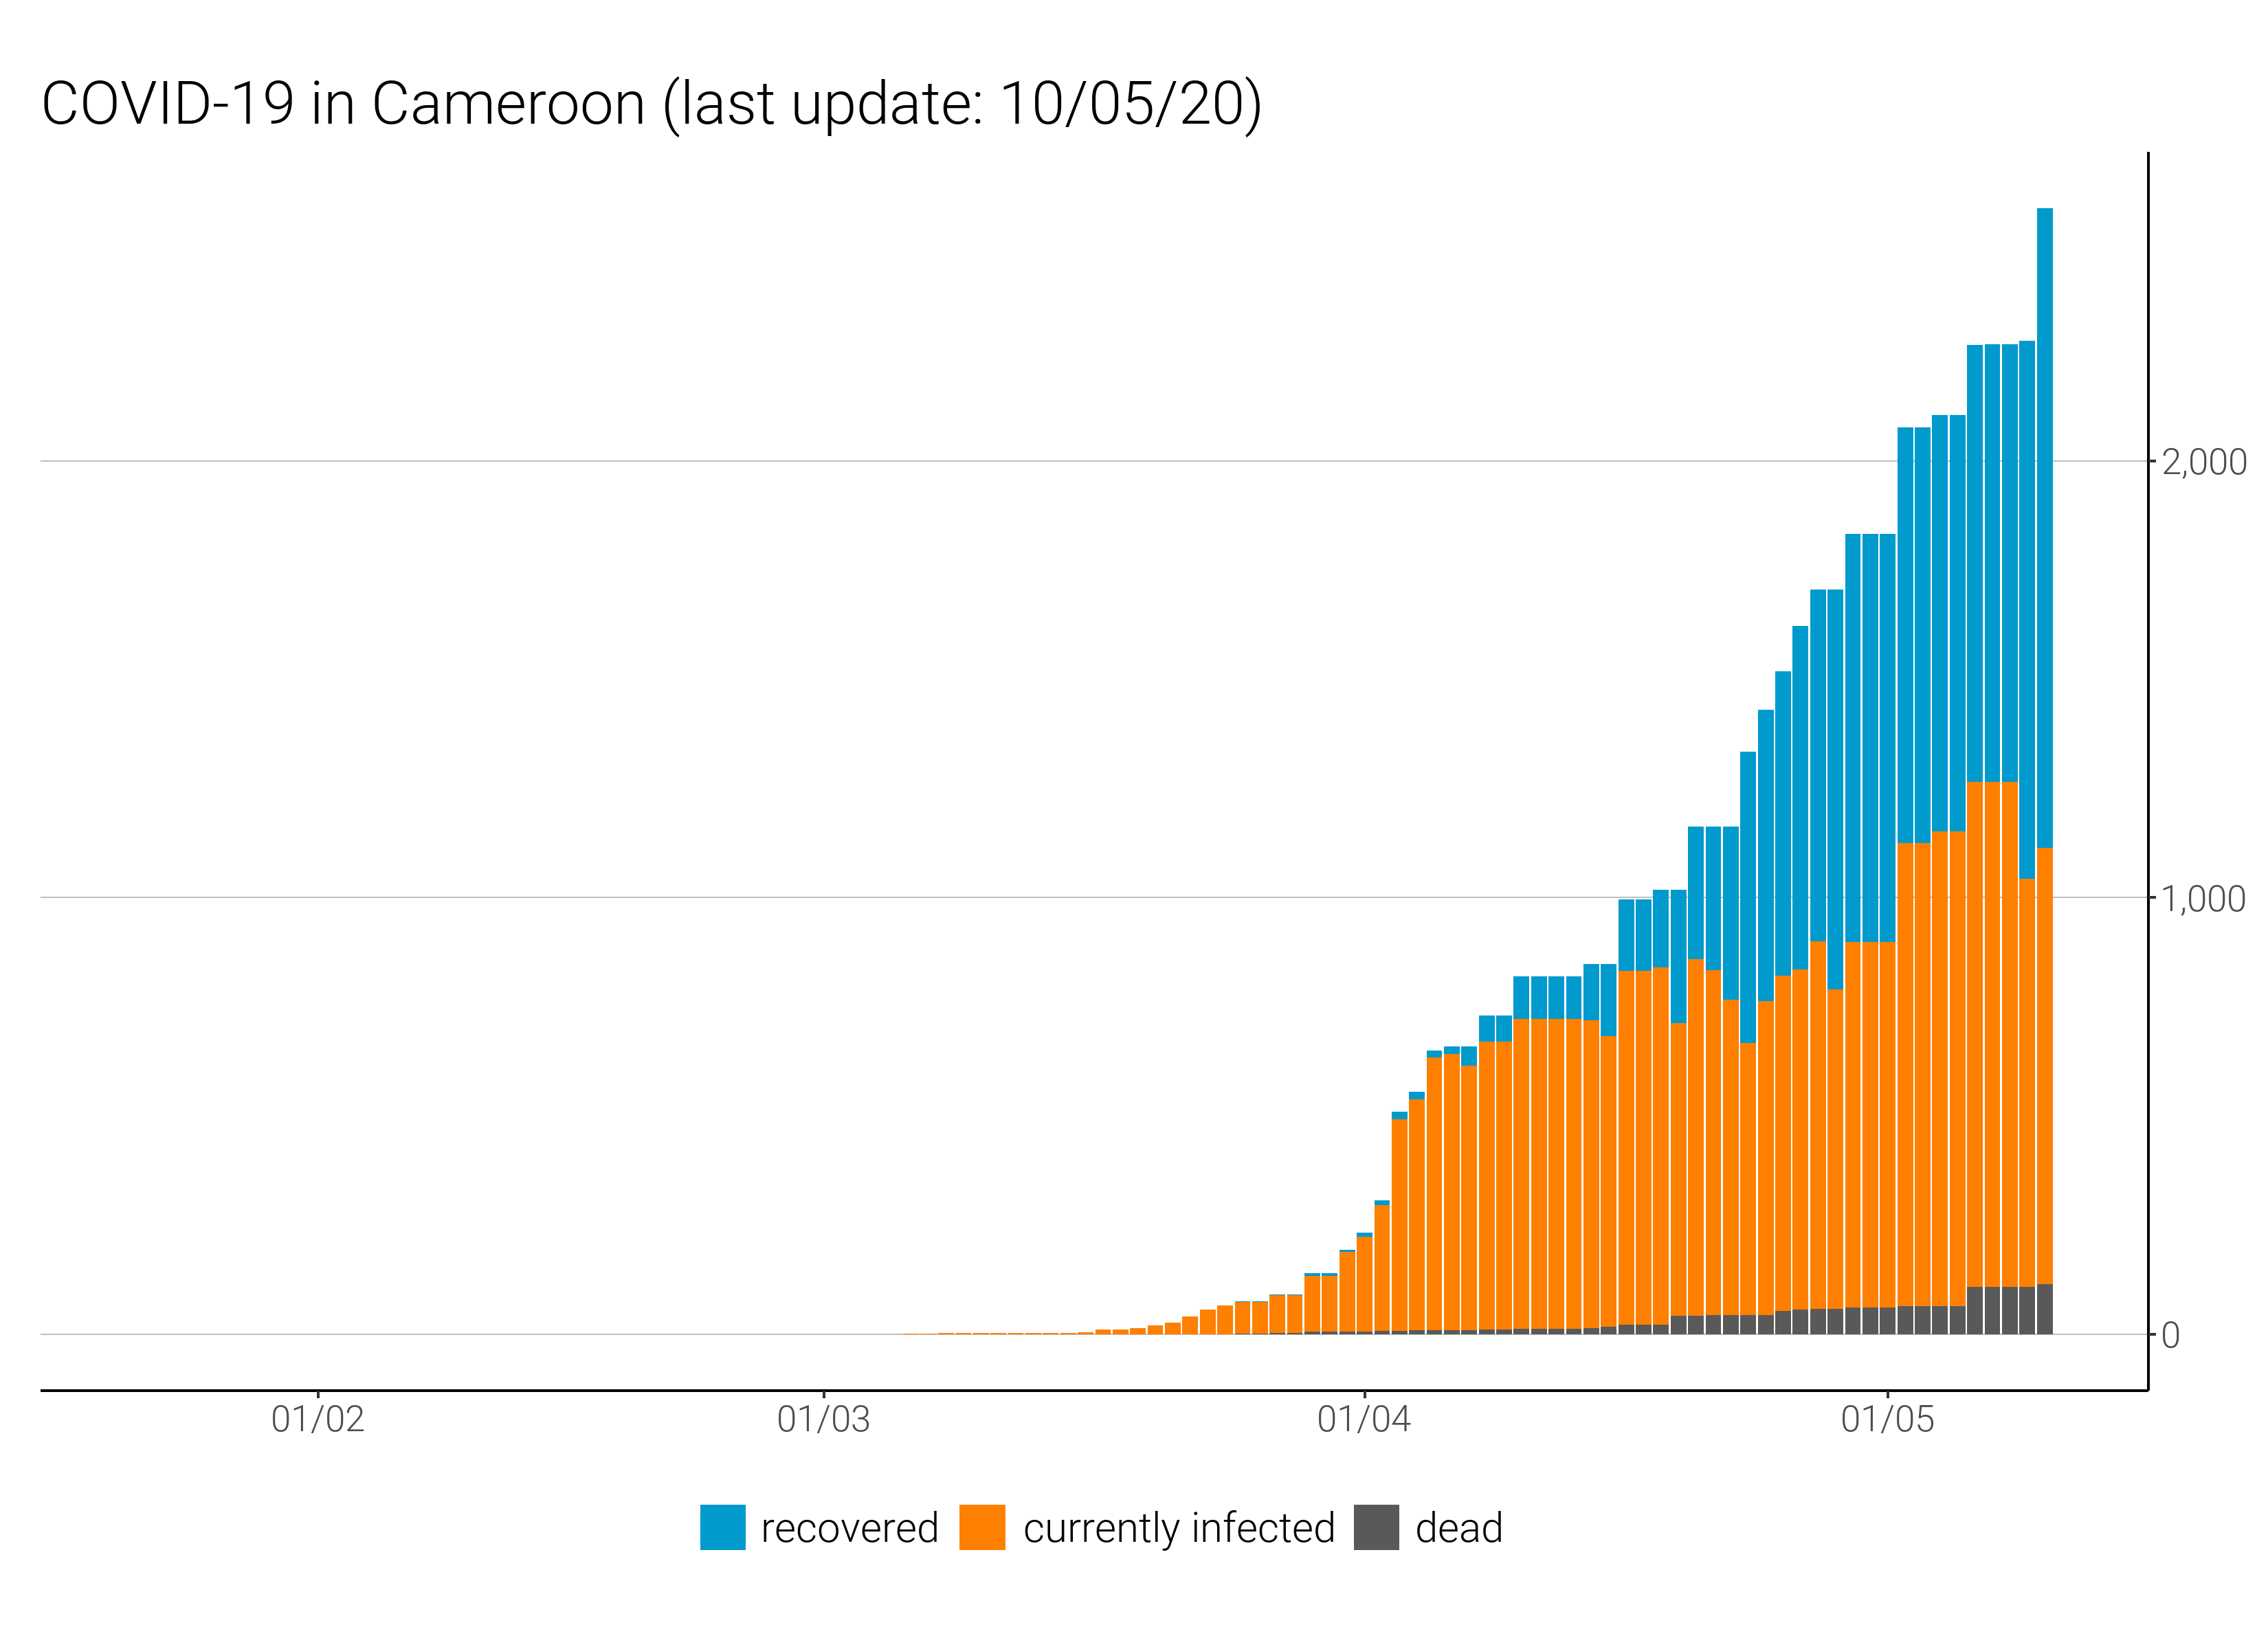 COVID-19 in Cameroon (last update: 10/05/20)
2,000
1,000
0
01/02 01/03 01/04 01/05
recovered currently infected dead